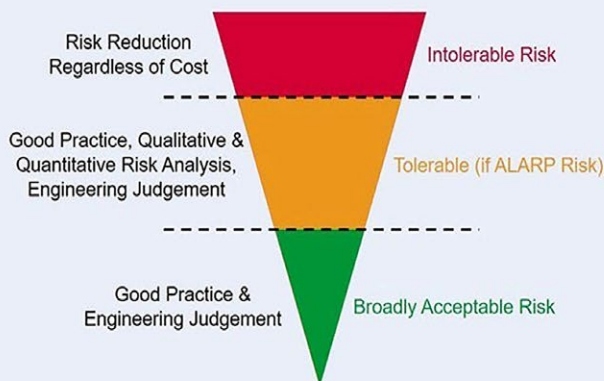 Risk Reduction
Regardless of Cost
Intolerable Risk
Good Practice, Qualitative &
Quantitative Risk Analysis,
Engineering Judgement
Tolerable (if ALARP Risk)
Good Practice &
Engineering Judgement
Broadly Acceptable Risk